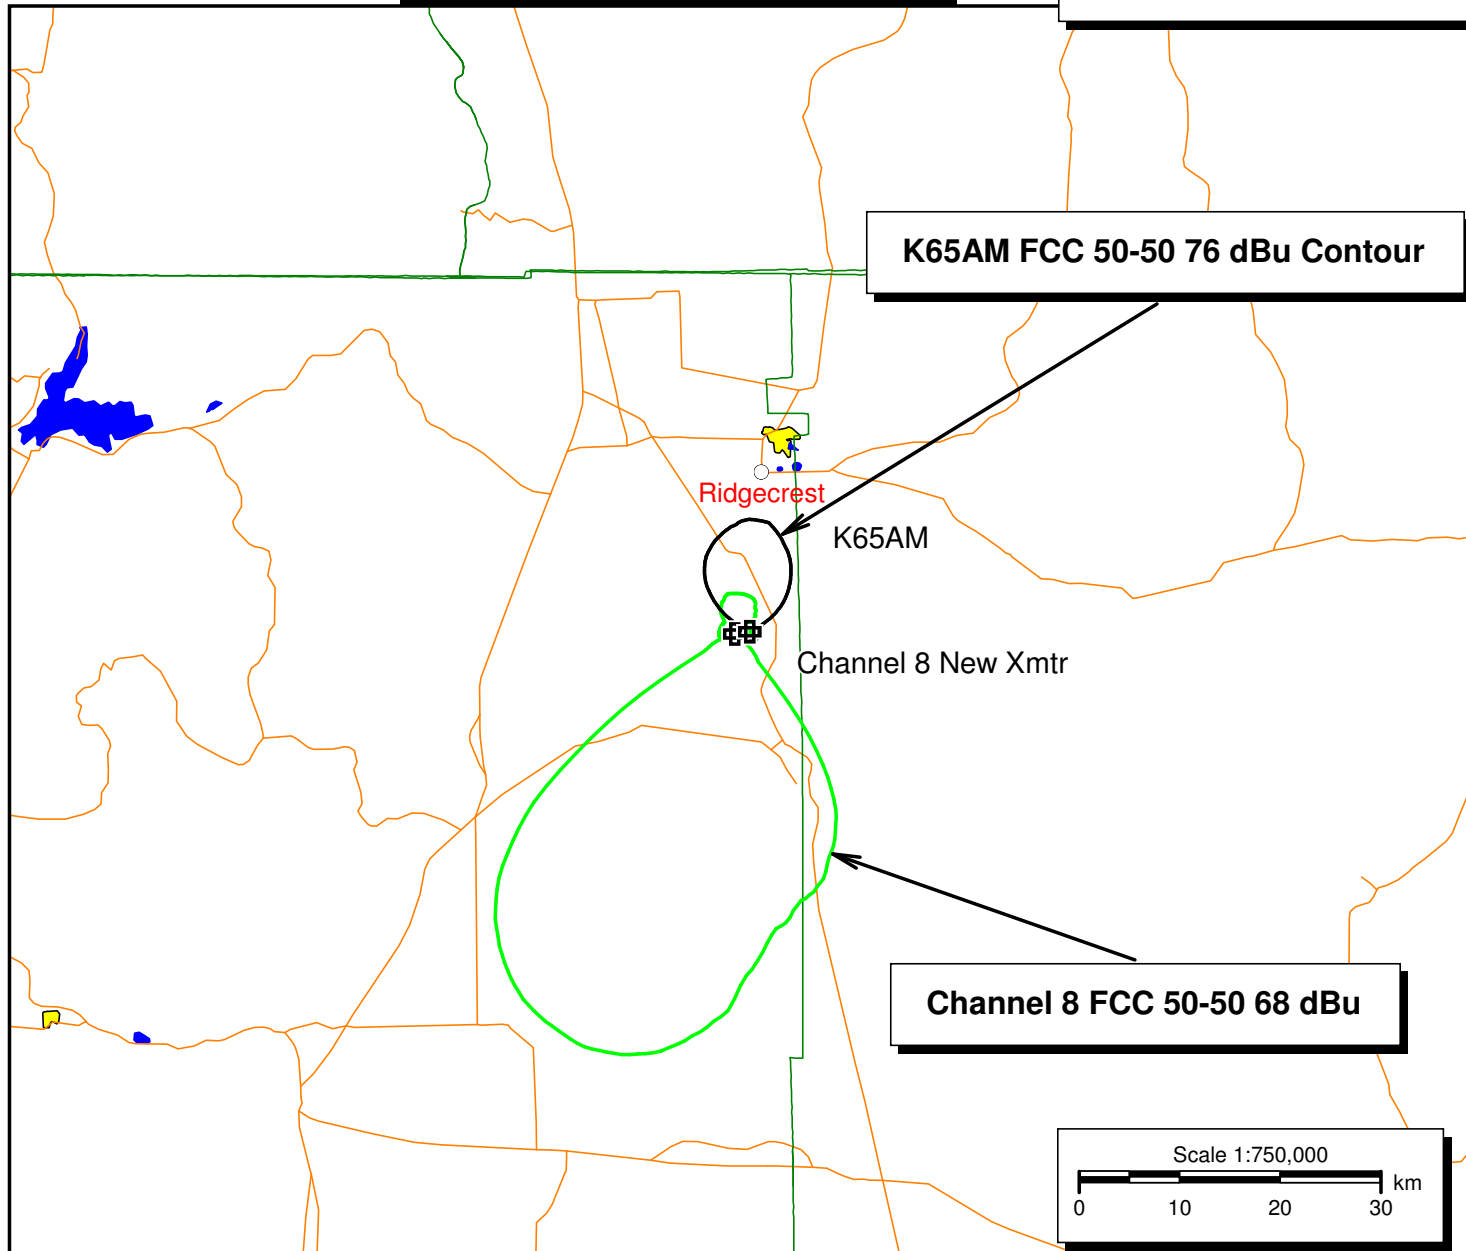 K65AM FCC 50-50 76 dBu Contour
Ridgecrest
K65AM
Channel 8 New Xmtr
Channel 8 FCC 50-50 68 dBu
Scale 1:750,000
km
0 10 20 30